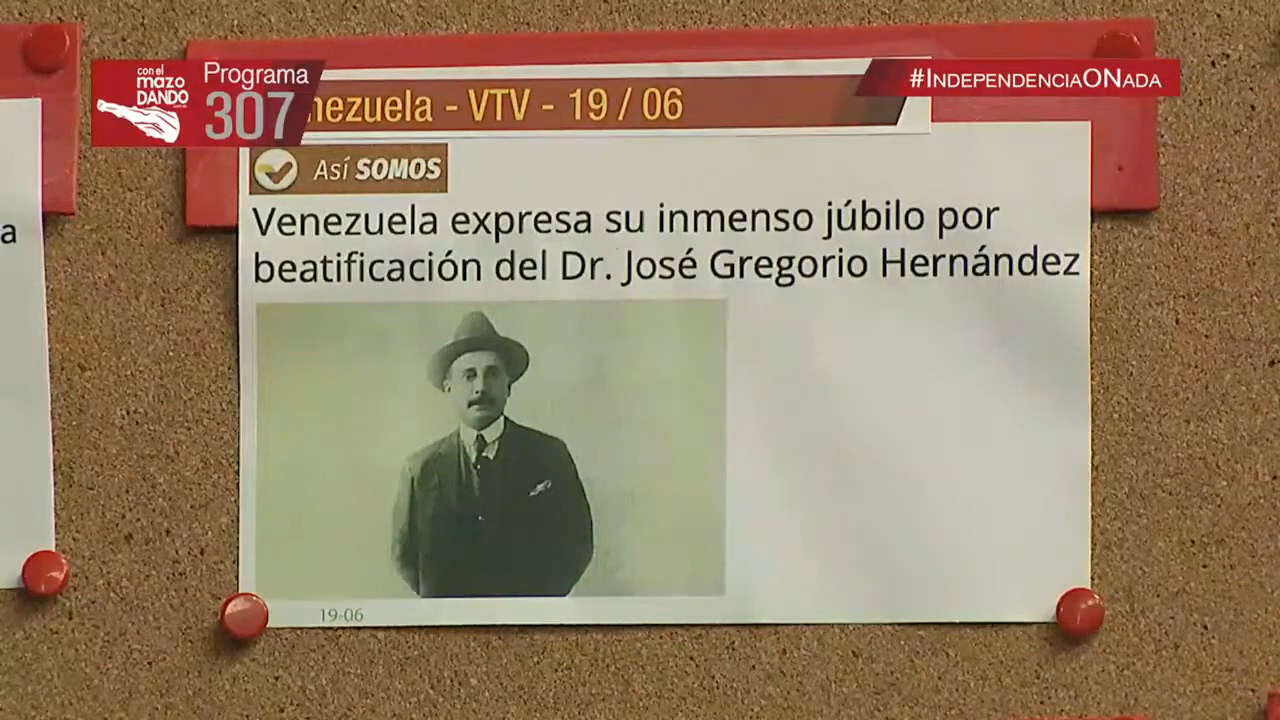 con el
mazo
DANDO
Programa
307
#INDEPENDENCIAONADA
nezuela - VTV - 19 / 06
Así SOMOS
Venezuela expresa su inmenso júbilo por
beatificación del Dr. José Gregorio Hernández
19-06
a